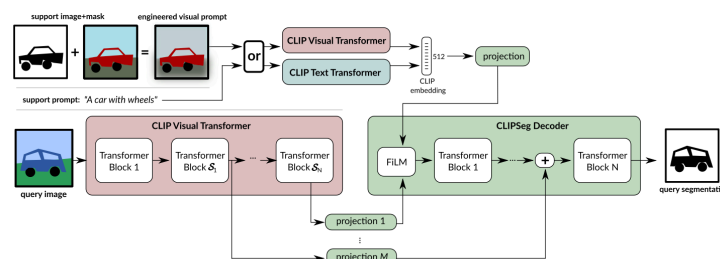 support image+mask
engineered visual prompt
CLIP Visual Transformer
or
CLIP Text Transformer
512
CLIP
embedding
projection
support prompt: "A car with wheels"
CLIP Visual Transformer
Transformer
Block 1
Transformer
Block S1
...
Transformer
Block SN
query image
CLIPSeg Decoder
FiLM
Transformer
Block 1
Transformer
Block N
projection 1
projection M